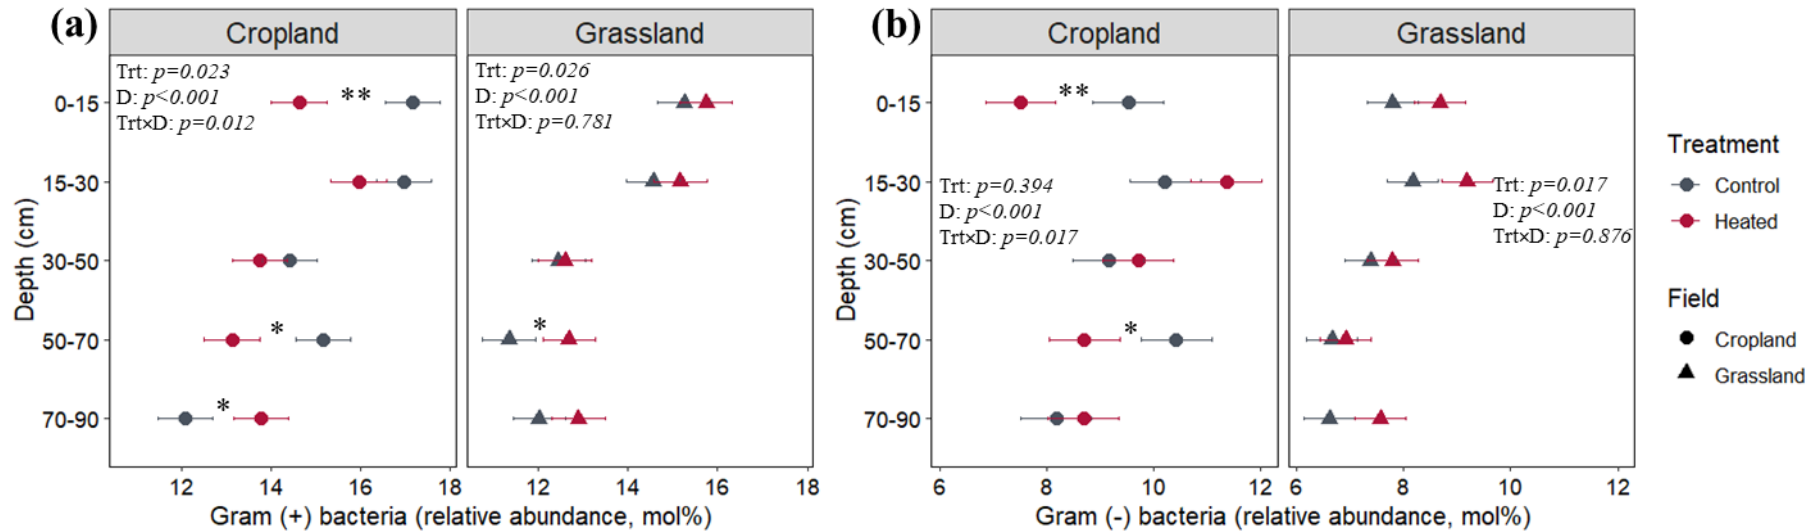 (a)
Cropland
Grassland
Trt: p=0.023
D: p<0.001
Trt×D: p=0.012
**
*
*
Trt: p=0.026
D: p<0.001
Trt×D: p=0.781
*
Depth (cm)
0-15
15-30
30-50
50-70
70-90
12 14 16 18
12 14 16 18
Gram (+) bacteria (relative abundance, mol%)
(b)
Cropland
Grassland
**
Trt: p=0.394
D: p<0.001
Trt×D: p=0.017
*
Trt: p=0.017
D: p<0.001
Trt×D: p=0.876
Depth (cm)
0-15
15-30
30-50
50-70
70-90
6 8 10 12
6 8 10 12
Gram (-) bacteria (relative abundance, mol%)
Treatment
Control
Heated
Field
Cropland
Grassland